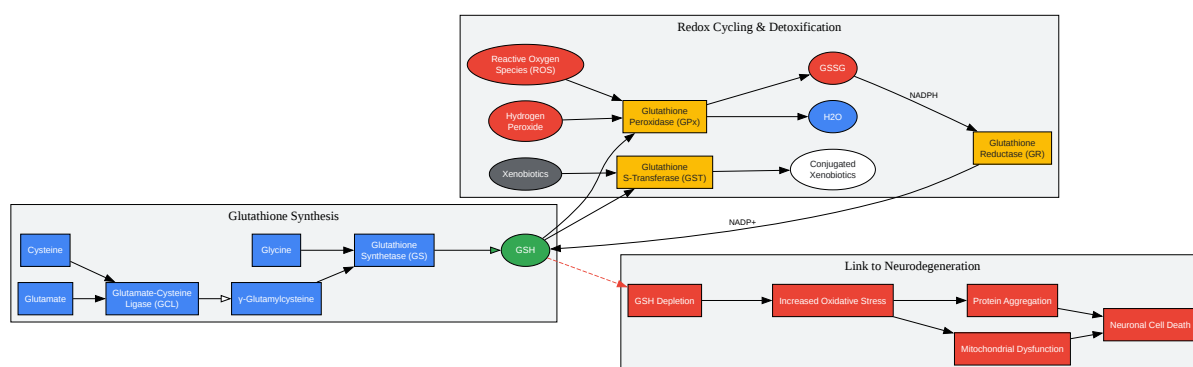 Redox Cycling & Detoxification
Reactive Oxygen
Species (ROS)
GSSG
NADPH
Hydrogen
Peroxide
Glutathione
Peroxidase (GPx)
H2O
Glutathione
Reductase (GR)
Xenobiotics
Glutathione
S-Transferase (GST)
Conjugated
Xenobiotics
NADP+
Glutathione Synthesis
Cysteine
Glycine
Glutathione
Synthetase (GS)
GSH
Glutamate
Glutamate-Cysteine
Ligase (GCL)
γ-Glutamylcysteine
Link to Neurodegeneration
GSH Depletion
Increased Oxidative Stress
Protein Aggregation
Neuronal Cell Death
Mitochondrial Dysfunction